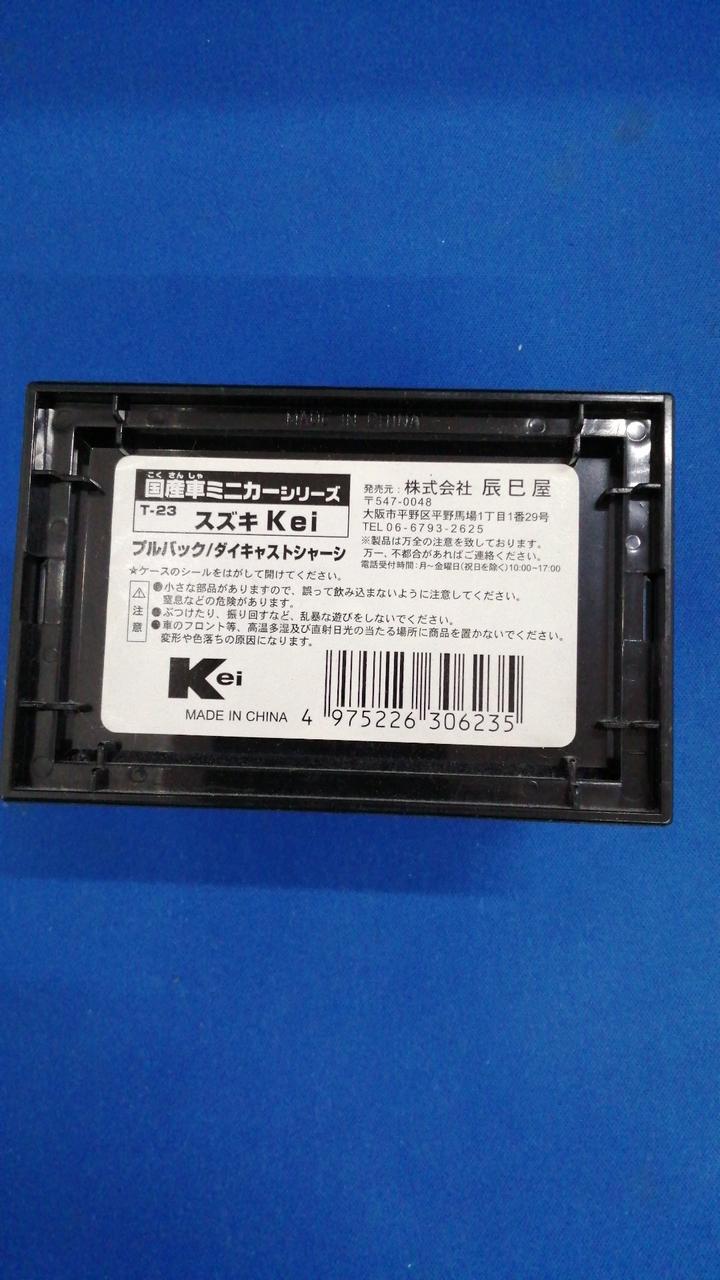 MADE IN CHINA
こく さん しゃ
国産車ミニカーシリーズ
T-23
スズキ Kei
プルバック/ダイキャストシャーシ
発売元：株式会社 辰巳屋
〒547-0048
大阪市平野区平野馬場1丁目1番29号
TEL 06-6793-2625
※製品は万全の注意を致しております。
万一、不都合があればご連絡ください。
電話受付時間：月〜金曜日(祝日を除く)10:00~17:00
☆ケースのシールをはがして開けてください。
⚠注意
●小さな部品がありますので、誤って飲み込まないように注意してください。
窒息などの危険があります。
●ぶつけたり、振り回すなど、乱暴な遊びをしないでください。
●車のフロント等、高温多湿及び直射日光の当たる場所に商品を置かないでください。
変形や色落ちの原因になります。
Kei
MADE IN CHINA
4 975226 306235